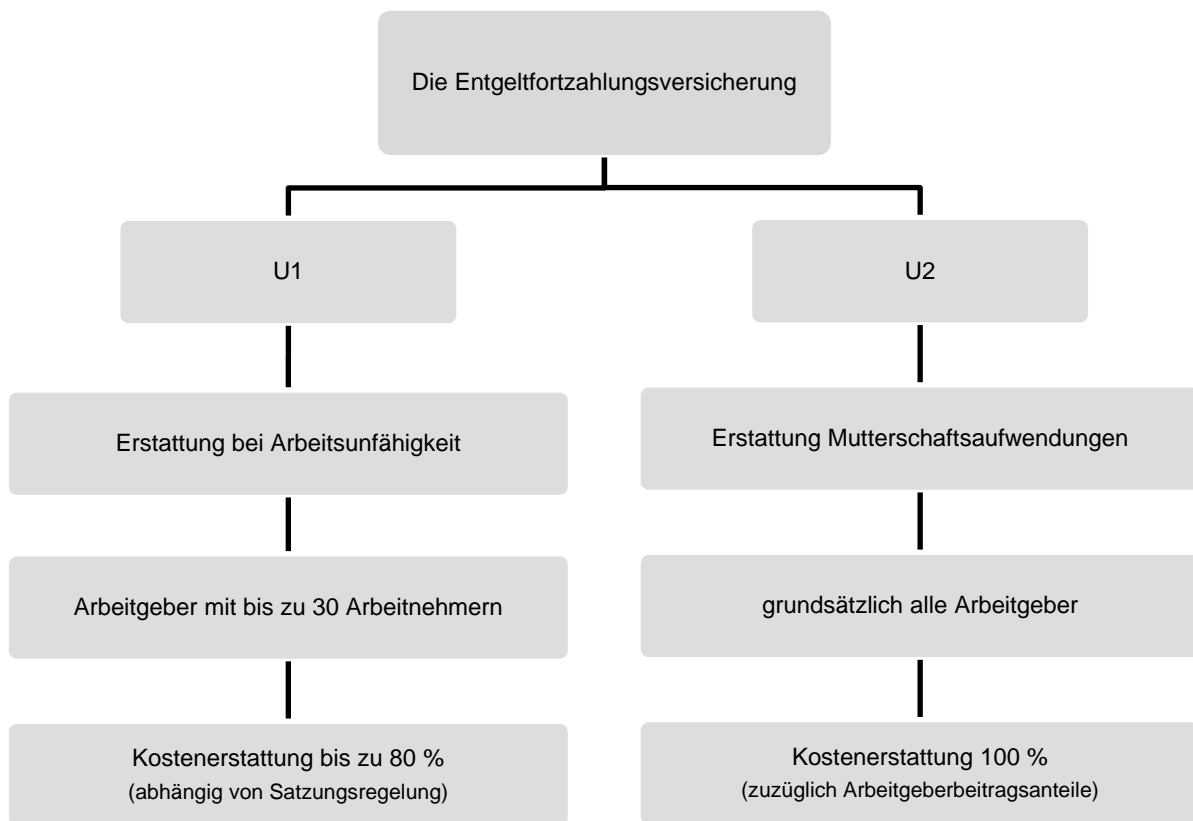 Die Entgeltfortzahlungsversicherung
U1
U2
Erstattung bei Arbeitsunfähigkeit
Erstattung Mutterschaftsaufwendungen
Arbeitgeber mit bis zu 30 Arbeitnehmern
grundsätzlich alle Arbeitgeber
Kostenerstattung bis zu 80 %
(abhängig von Satzungsregelung)
Kostenerstattung 100 %
(zuzüglich Arbeitgeberbeitragsanteile)